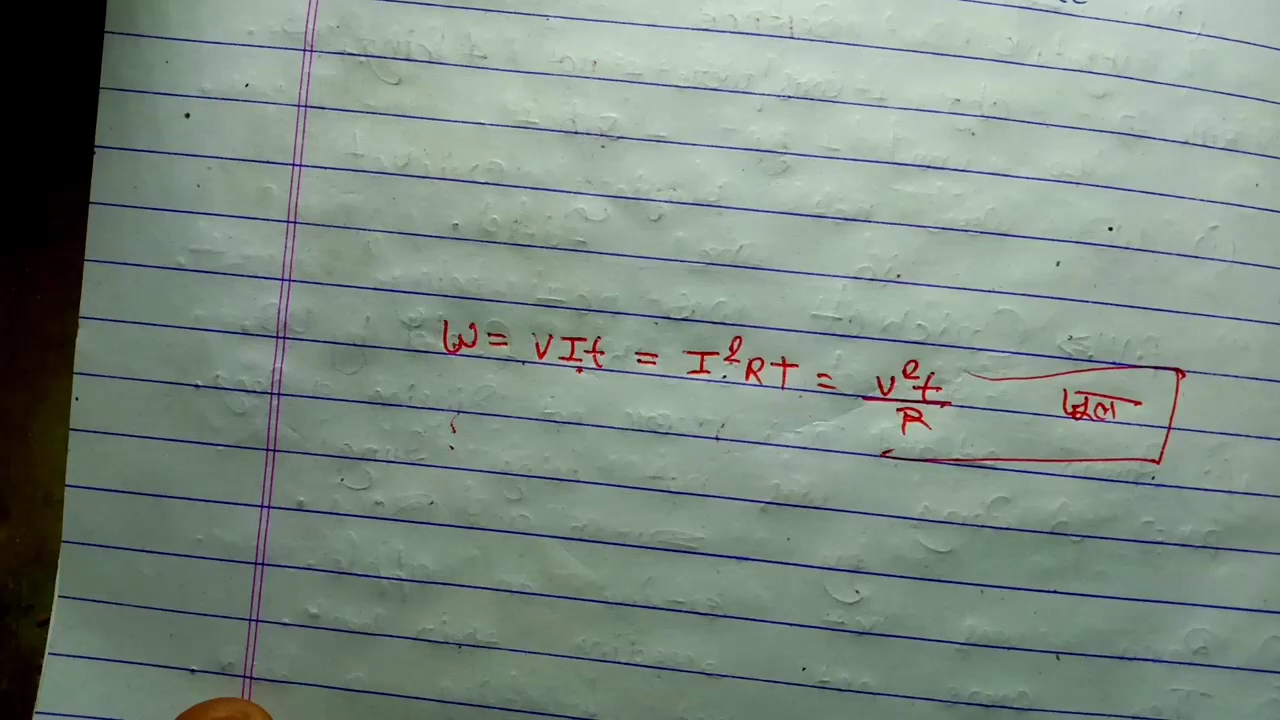 W = VIt = I²Rt = V²t/R